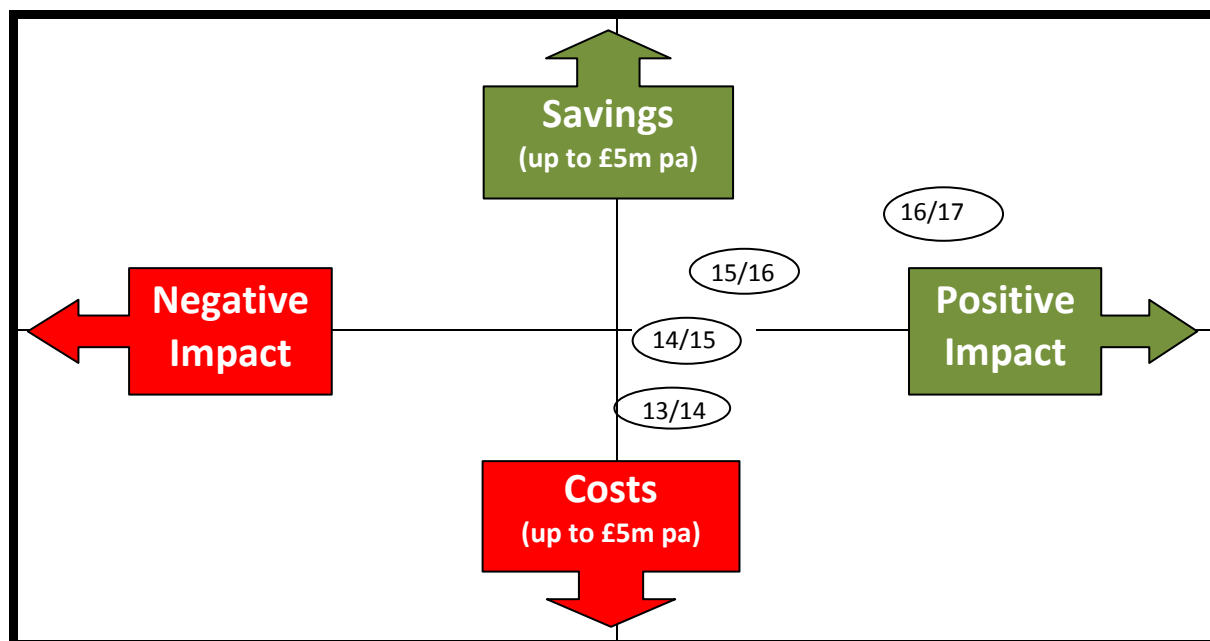 Savings
(up to £5m pa)
16/17
15/16
Negative
Impact
Positive
Impact
14/15
13/14
Costs
(up to £5m pa)